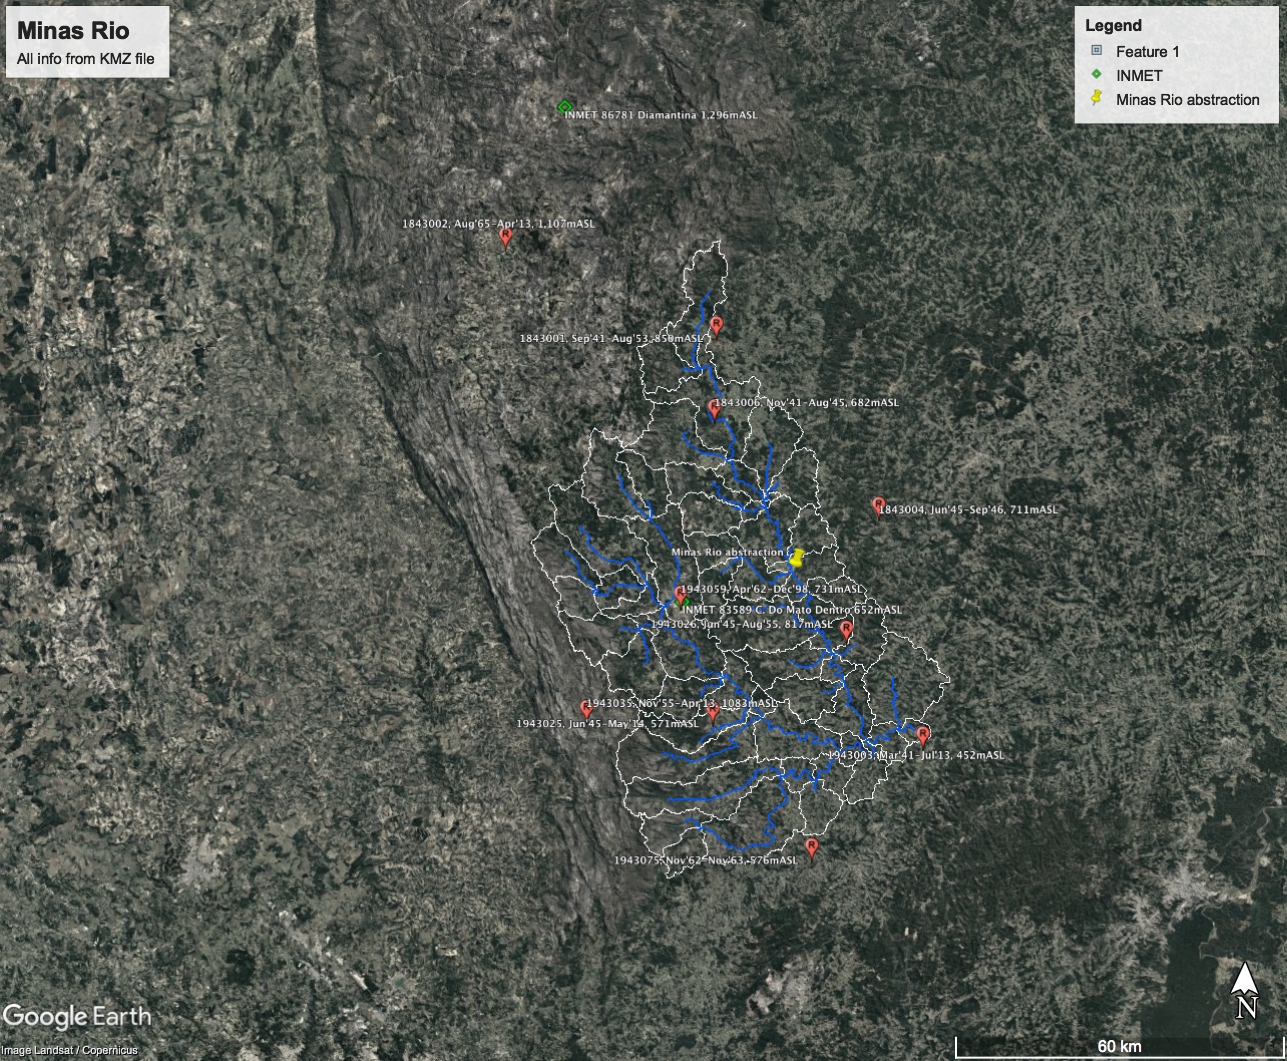 Minas Rio
All info from KMZ file
Legend
Feature 1
INMET
Minas Rio abstraction
INMET 86781 Diamantina 1,296mASL
1843002, Aug'65-Apr'13, 1,107mASL
R
R
1843001, Sep'41-Aug'53, 850mASL
1843006, Nov'41-Aug'45, 682mASL
R
R
1843004, Jun'45-Sep'46, 711mASL
Minas Rio abstraction
1943059, Apr'62-Dec'98, 731mASL
R
INMET 83589 C. Do Mato Dentro 652mASL
1943026, Jun'45-Aug'55, 817mASL
R
1943035, Nov'55-Apr'13, 1083mASL
R
R
1943025, Jun'45-May'14, 571mASL
R
1943003, Mar'41-Jul'13, 452mASL
R
1943075, Nov'62-Nov'63, 576mASL
N
Google Earth
60 km
Image Landsat / Copernicus